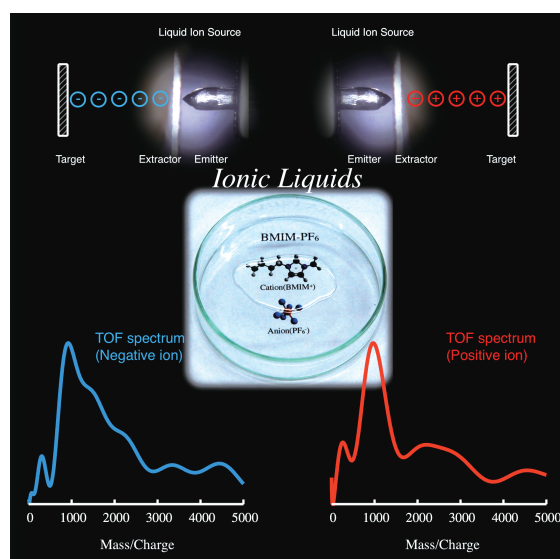 Liquid Ion Source
Liquid Ion Source
- - - - -
+ + + + +
Target
Extractor
Emitter
Emitter
Extractor
Target
Ionic Liquids
BMIM-PF₆
Cation(BMIM⁺)
Anion(PF₆⁻)
TOF spectrum
(Negative ion)
TOF spectrum
(Positive ion)
0 1000 2000 3000 4000 5000
Mass/Charge
0 1000 2000 3000 4000 5000
Mass/Charge